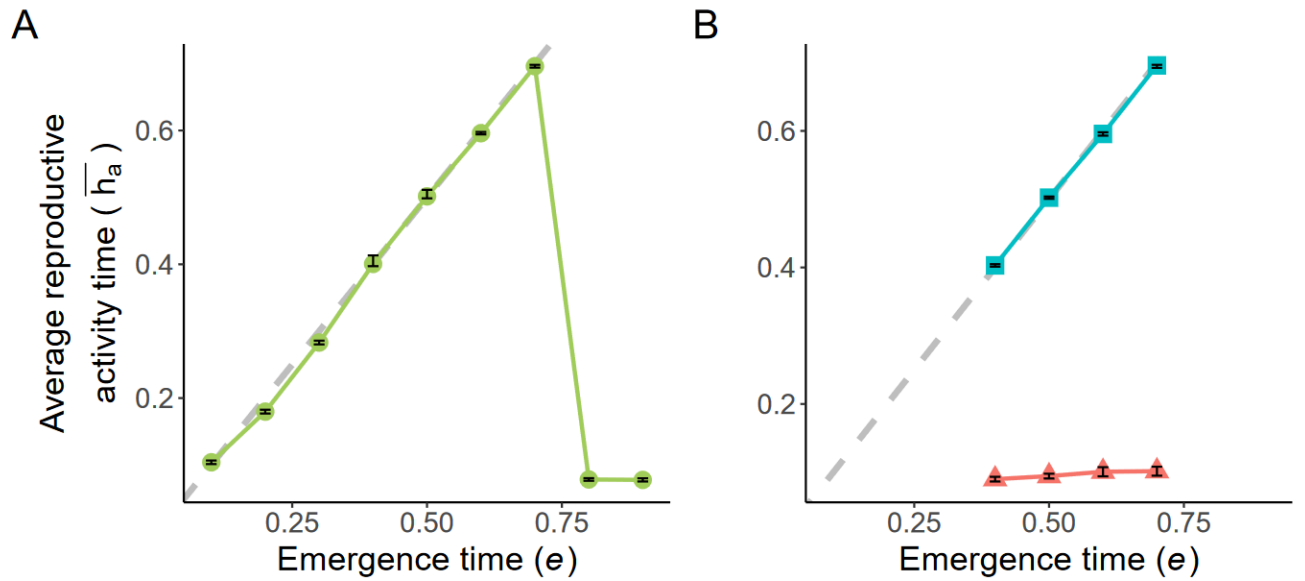 A
Average reproductive
activity time ( h̅ₐ )
0.6
0.4
0.2
0.25 0.50 0.75
Emergence time (e)
B
0.6
0.4
0.2
0.25 0.50 0.75
Emergence time (e)